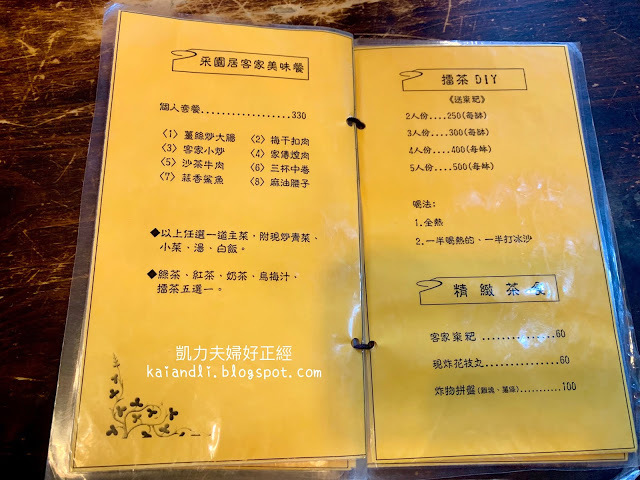 采園居客家美味餐
個人套餐..................330
〈1〉薑絲炒大腸 〈2〉梅干扣肉
〈3〉客家小炒 〈4〉家傳焢肉
〈5〉沙茶牛肉 〈6〉三杯中卷
〈7〉蒜香鯊魚 〈8〉麻油腰子
◆以上任選一道主菜,附現炒青菜、
小菜、湯、白飯。
◆綠茶、紅茶、奶茶、烏梅汁、
擂茶五選一。
凱力夫婦好正經
kaiandli.blogspot.com
擂茶DIY
《送粢粑》
2人份....250(每缽)
3人份....300(每缽)
4人份....400(每缽)
5人份....500(每缽)
喝法:
1.全熱
2.一半喝熱的、一半打冰沙
精緻茶
客家粢粑...............60
現炸花枝丸...............60
炸物拼盤(雞塊、薯條)...........100